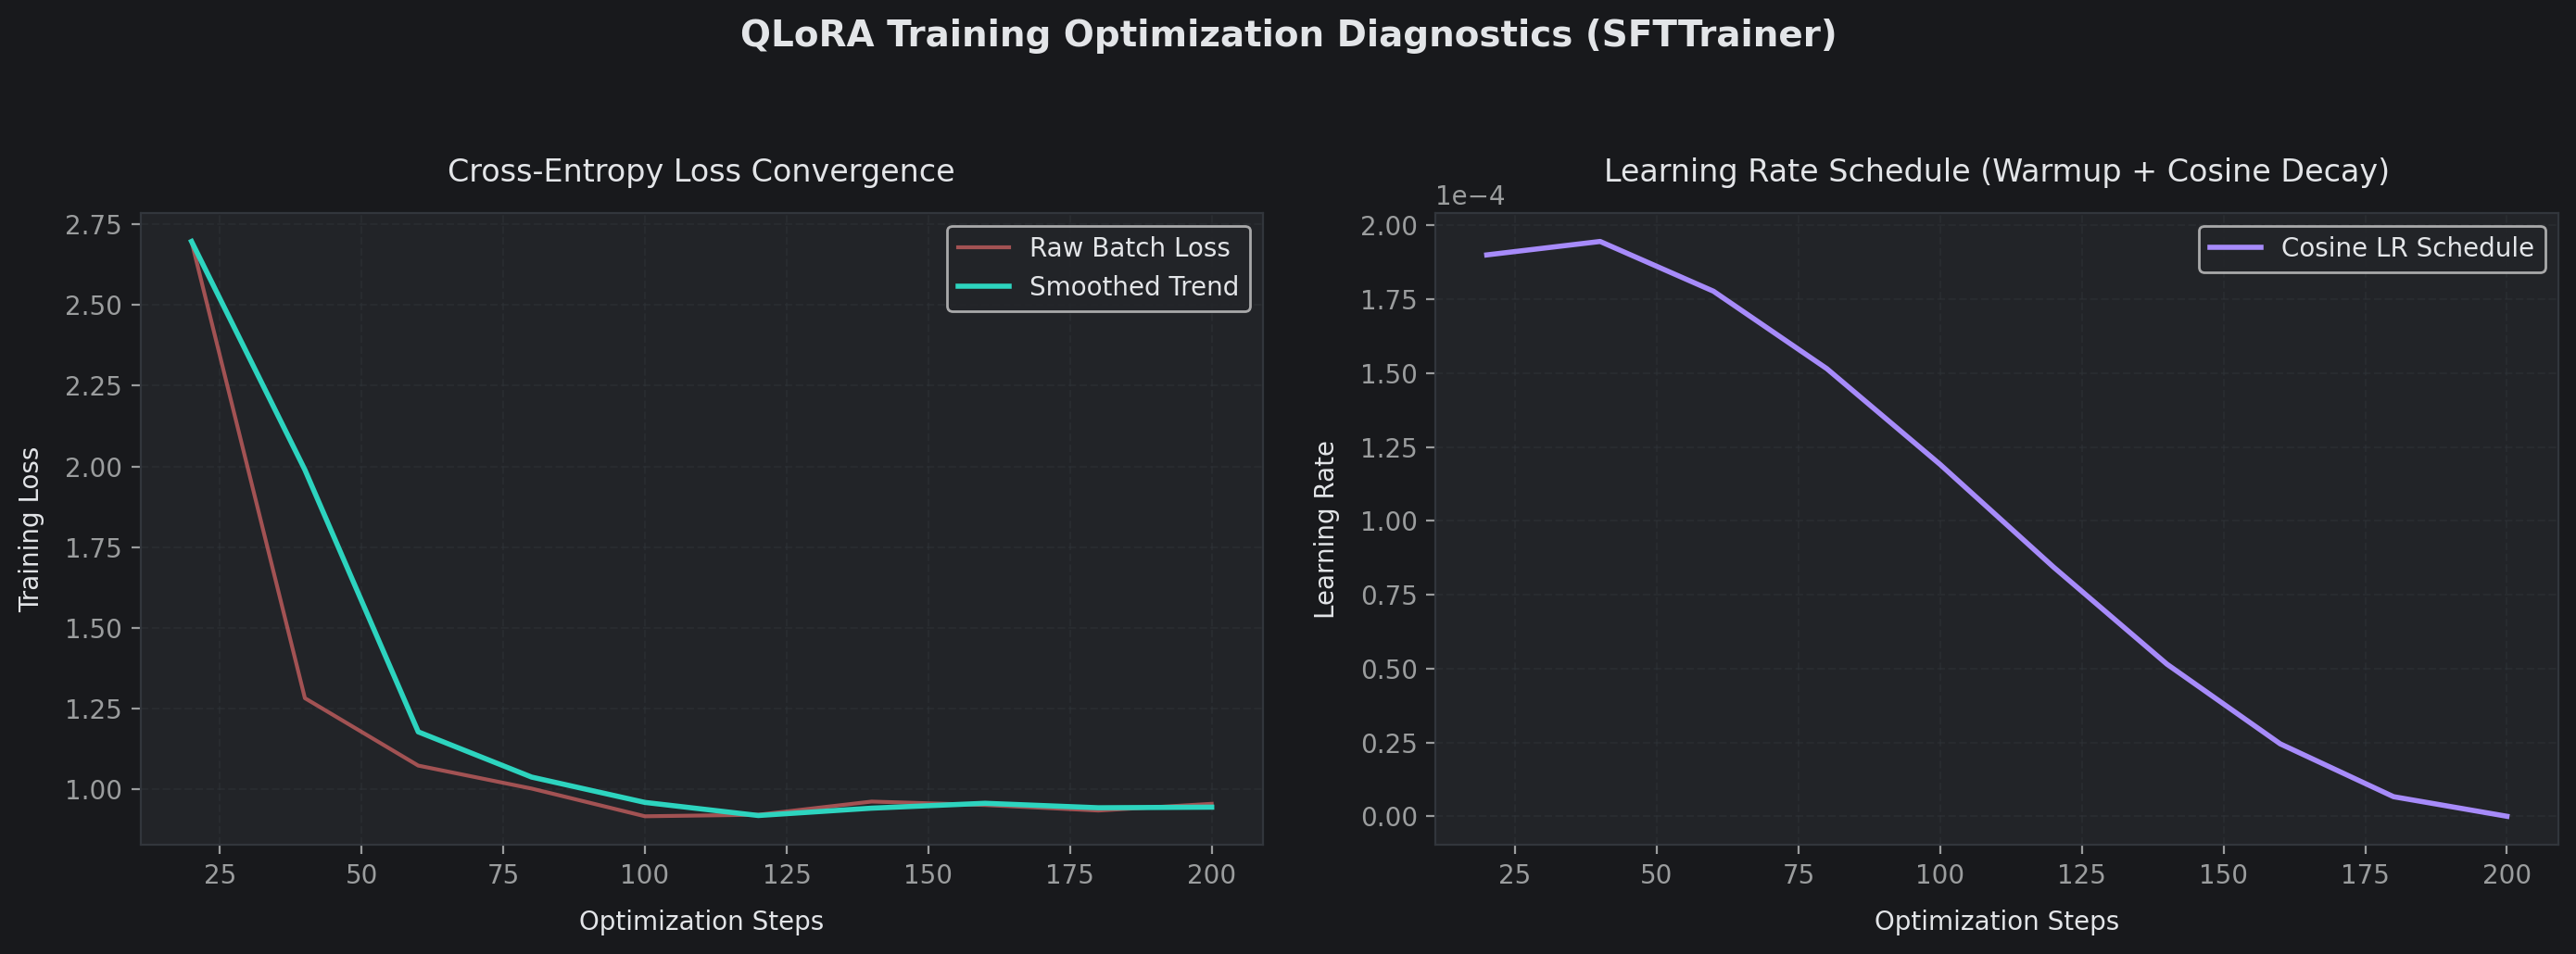 QLoRA Training Optimization Diagnostics (SFTTrainer)
Cross-Entropy Loss Convergence
2.75
2.50
2.25
2.00
1.75
1.50
1.25
1.00
Training Loss
Raw Batch Loss
Smoothed Trend
25 50 75 100 125 150 175 200
Optimization Steps
Learning Rate Schedule (Warmup + Cosine Decay)
1e−4
2.00
1.75
1.50
1.25
1.00
0.75
0.50
0.25
0.00
Learning Rate
Cosine LR Schedule
25 50 75 100 125 150 175 200
Optimization Steps